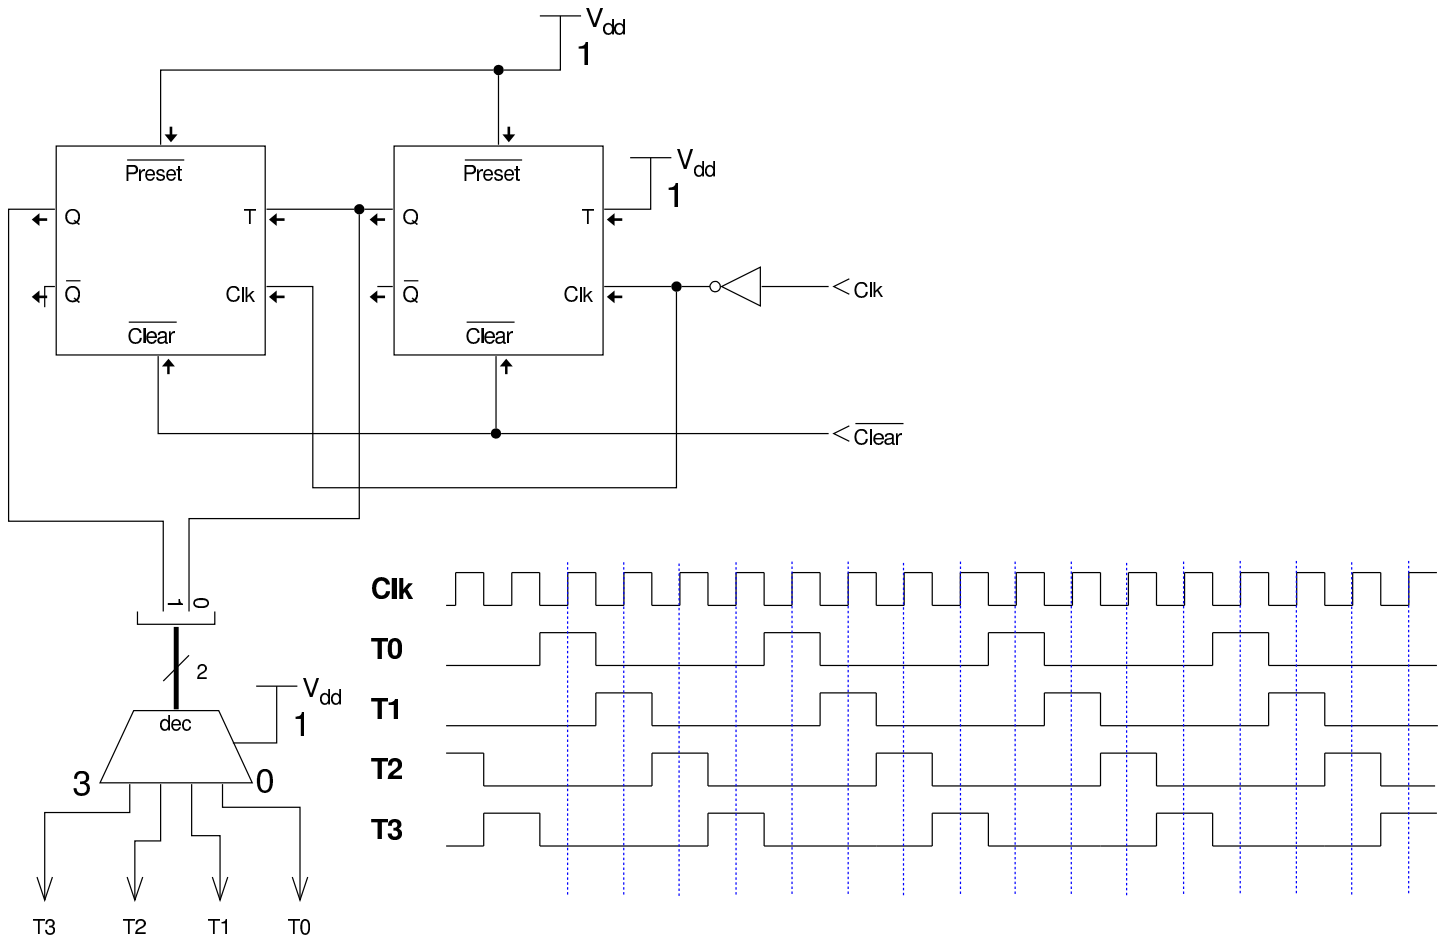 Vdd
1
Preset
Preset
Vdd
1
Q
T
Q
T
Q
Clk
Q
Clk
Clk
Clear
Clear
Clear
1
0
2
Vdd
1
dec
3
0
T3
T2
T1
T0
Clk
T0
T1
T2
T3